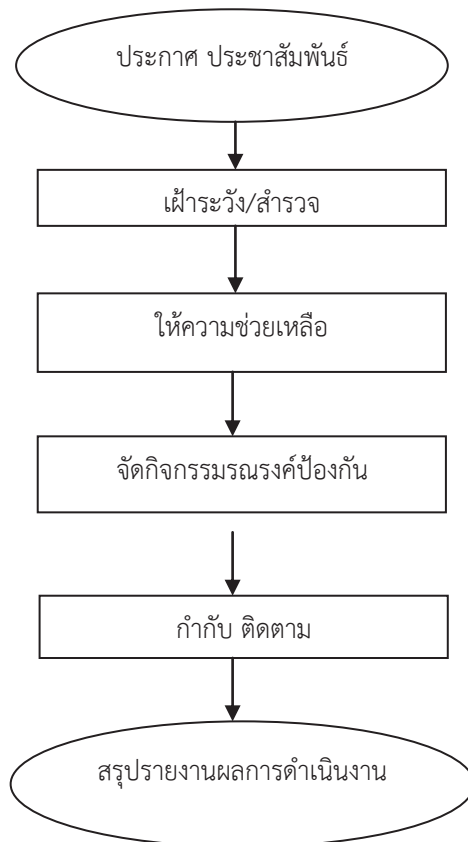 ประกาศ ประชาสัมพันธ์
เฝ้าระวัง/สำรวจ
ให้ความช่วยเหลือ
จัดกิจกรรมรณรงค์ป้องกัน
กำกับ ติดตาม
สรุปรายงานผลการดำเนินงาน